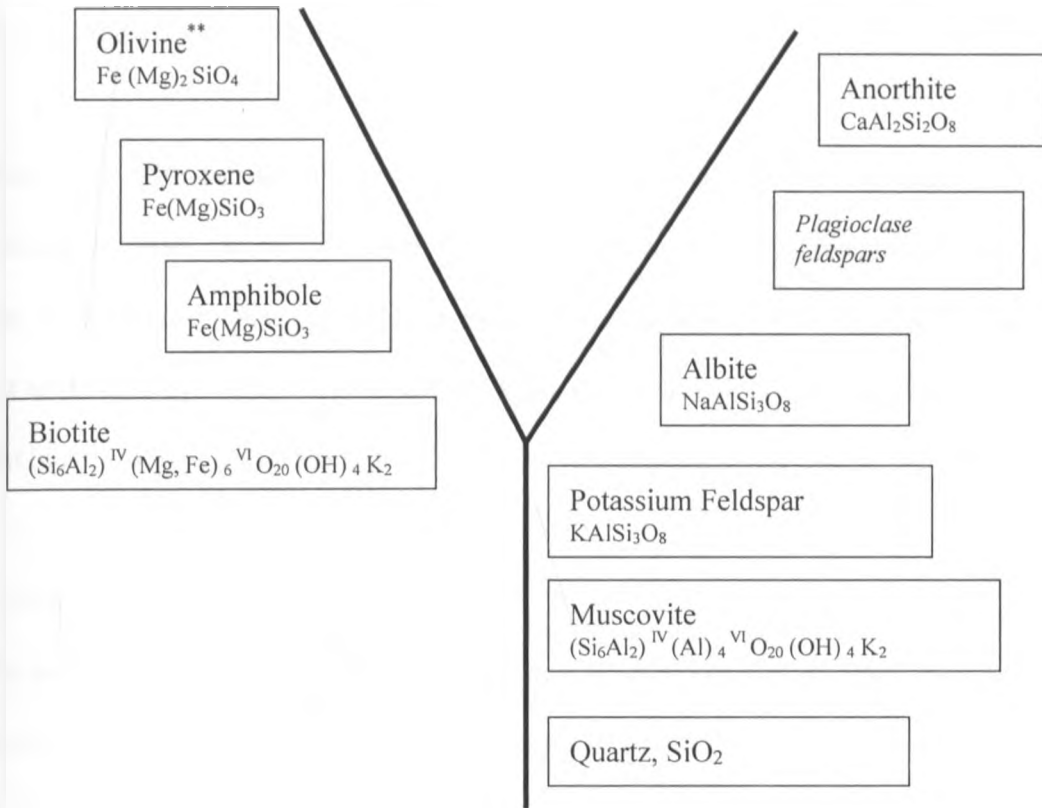 Olivine**
Fe (Mg)₂ SiO₄
Pyroxene
Fe(Mg)SiO₃
Amphibole
Fe(Mg)SiO₃
Biotite
(Si₆Al₂) ᴵⱽ (Mg, Fe) ₆ ⱽᴵ O₂₀ (OH) ₄ K₂
Anorthite
CaAl₂Si₂O₈
Plagioclase
feldspars
Albite
NaAlSi₃O₈
Potassium Feldspar
KAlSi₃O₈
Muscovite
(Si₆Al₂) ᴵⱽ (Al) ₄ ⱽᴵ O₂₀ (OH) ₄ K₂
Quartz, SiO₂